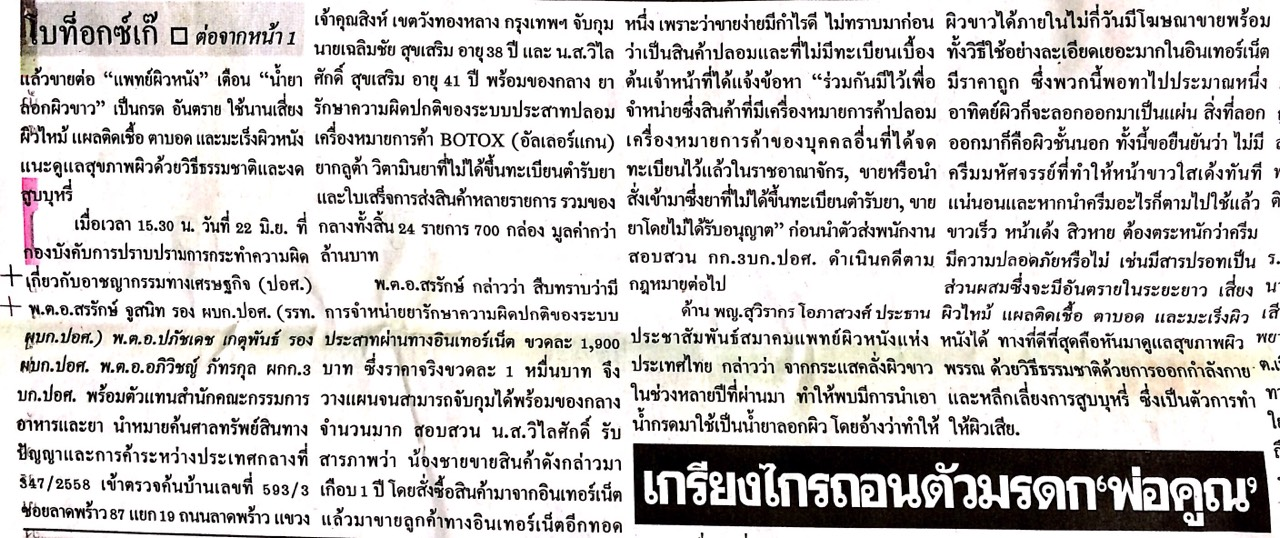 โบท็อกซ์เก๊ □ ต่อจากหน้า 1
แล้วขายต่อ “แพทย์ผิวหนัง” เตือน “น้ำยา
ลอกผิวขาว” เป็นกรด อันตราย ใช้นานเสี่ยง
ผิวไหม้ แผลติดเชื้อ ตาบอด และมะเร็งผิวหนัง
แนะดูแลสุขภาพผิวด้วยวิธีธรรมชาติและงด
สูบบุหรี่
เมื่อเวลา 15.30 น. วันที่ 22 มิ.ย. ที่
กองบังคับการปราบปรามการกระทำความผิด
เกี่ยวกับอาชญากรรมทางเศรษฐกิจ (ปอศ.)
พ.ต.อ.สรรักษ์ จูสนิท รอง ผบก.ปอศ. (รรท.
ผบก.ปอศ.) พ.ต.อ.ปภัชเดช เกตุพันธ์ รอง
ผบก.ปอศ. พ.ต.อ.อภิวิชญ์ ภัทรกุล ผกก.3
บก.ปอศ. พร้อมตัวแทนสำนักคณะกรรมการ
อาหารและยา นำหมายค้นศาลทรัพย์สินทาง
ปัญญาและการค้าระหว่างประเทศกลางที่
347/2558 เข้าตรวจค้นบ้านเลขที่ 593/3
ซอยลาดพร้าว 87 แยก 19 ถนนลาดพร้าว แขวง
เจ้าคุณสิงห์ เขตวังทองหลาง กรุงเทพฯ จับกุม
นายเฉลิมชัย สุขเสริม อายุ 38 ปี และ น.ส.วิไล
ศักดิ์ สุขเสริม อายุ 41 ปี พร้อมของกลาง ยา
รักษาความผิดปกติของระบบประสาทปลอม
เครื่องหมายการค้า BOTOX (อัลเลอร์แกน)
ยากลูต้า วิตามินยาที่ไม่ได้ขึ้นทะเบียนตำรับยา
และใบเสร็จการส่งสินค้าหลายรายการ รวมของ
กลางทั้งสิ้น 24 รายการ 700 กล่อง มูลค่ากว่า
ล้านบาท
พ.ต.อ.สรรักษ์ กล่าวว่า สืบทราบว่ามี
การจำหน่ายยารักษาความผิดปกติของระบบ
ประสาทผ่านทางอินเทอร์เน็ต ขวดละ 1,900
บาท ซึ่งราคาจริงขวดละ 1 หมื่นบาท จึง
วางแผนจนสามารถจับกุมได้พร้อมของกลาง
จำนวนมาก สอบสวน น.ส.วิไลศักดิ์ รับ
สารภาพว่า น้องชายขายสินค้าดังกล่าวมา
เกือบ 1 ปี โดยสั่งซื้อสินค้ามาจากอินเทอร์เน็ต
แล้วมาขายลูกค้าทางอินเทอร์เน็ตอีกทอด
หนึ่ง เพราะว่าขายง่ายมีกำไรดี ไม่ทราบมาก่อน
ว่าเป็นสินค้าปลอมและที่ไม่มีทะเบียนเบื้อง
ต้นเจ้าหน้าที่ได้แจ้งข้อหา “ร่วมกันมีไว้เพื่อ
จำหน่ายซึ่งสินค้าที่มีเครื่องหมายการค้าปลอม
เครื่องหมายการค้าของบุคคลอื่นที่ได้จด
ทะเบียนไว้แล้วในราชอาณาจักร, ขายหรือนำ
สั่งเข้ามาซึ่งยาที่ไม่ได้ขึ้นทะเบียนตำรับยา, ขาย
ยาโดยไม่ได้รับอนุญาต” ก่อนนำตัวส่งพนักงาน
สอบสวน กก.3บก.ปอศ. ดำเนินคดีตาม
กฎหมายต่อไป
ด้าน พญ.สุวิรากร โอภาสวงศ์ ประธาน
ประชาสัมพันธ์สมาคมแพทย์ผิวหนังแห่ง
ประเทศไทย กล่าวว่า จากกระแสคลั่งผิวขาว
ในช่วงหลายปีที่ผ่านมา ทำให้พบมีการนำเอา
น้ำกรดมาใช้เป็นน้ำยาลอกผิว โดยอ้างว่าทำให้
ผิวขาวได้ภายในไม่กี่วันมีโฆษณาขายพร้อม
ทั้งวิธีใช้อย่างละเอียดเยอะมากในอินเทอร์เน็ต
มีราคาถูก ซึ่งพวกนี้พอทาไปประมาณหนึ่ง
อาทิตย์ผิวก็จะลอกออกมาเป็นแผ่น สิ่งที่ลอก
ออกมาก็คือผิวชั้นนอก ทั้งนี้ขอยืนยันว่า ไม่มี
ครีมมหัศจรรย์ที่ทำให้หน้าขาวใสเด้งทันที
แน่นอนและหากนำครีมอะไรก็ตามไปใช้แล้ว
ขาวเร็ว หน้าเด้ง สิวหาย ต้องตระหนักว่าครีม
มีความปลอดภัยหรือไม่ เช่นมีสารปรอทเป็น
ส่วนผสมซึ่งจะมีอันตรายในระยะยาว เสี่ยง
ผิวไหม้ แผลติดเชื้อ ตาบอด และมะเร็งผิว
หนังได้ ทางที่ดีที่สุดคือหันมาดูแลสุขภาพผิว
พรรณ ด้วยวิธีธรรมชาติด้วยการออกกำลังกาย
และหลีกเลี่ยงการสูบบุหรี่ ซึ่งเป็นตัวการทำ
ให้ผิวเสีย.
เกรียงไกรถอนตัวมรดก‘พ่อคูณ’